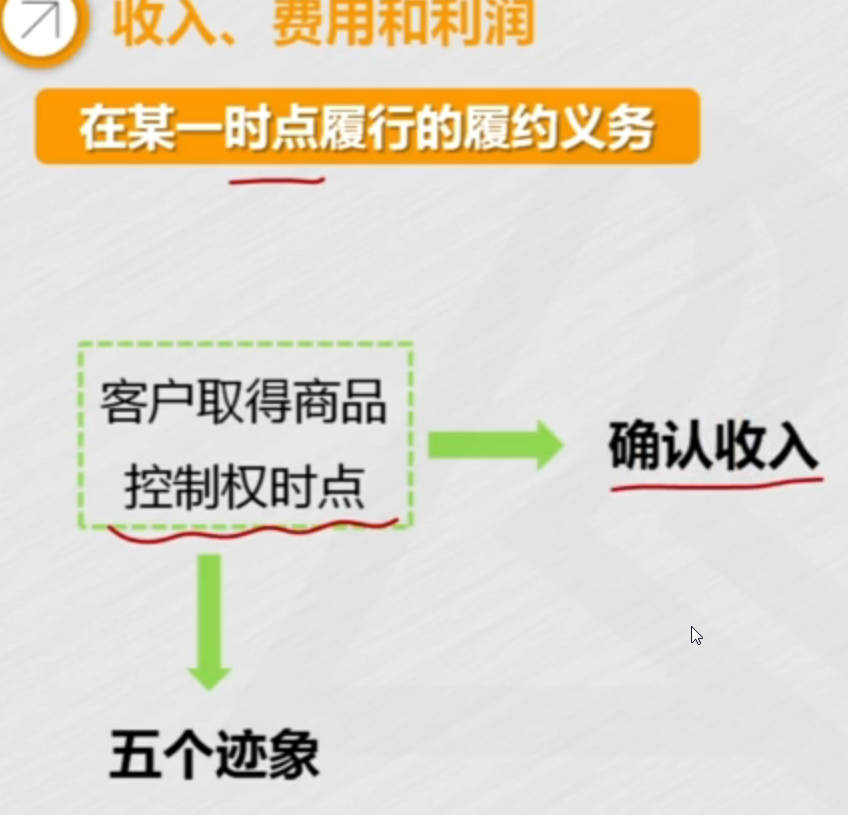 收入、费用和利润
在某一时点履行的履约义务
客户取得商品
控制权时点
确认收入
五个迹象